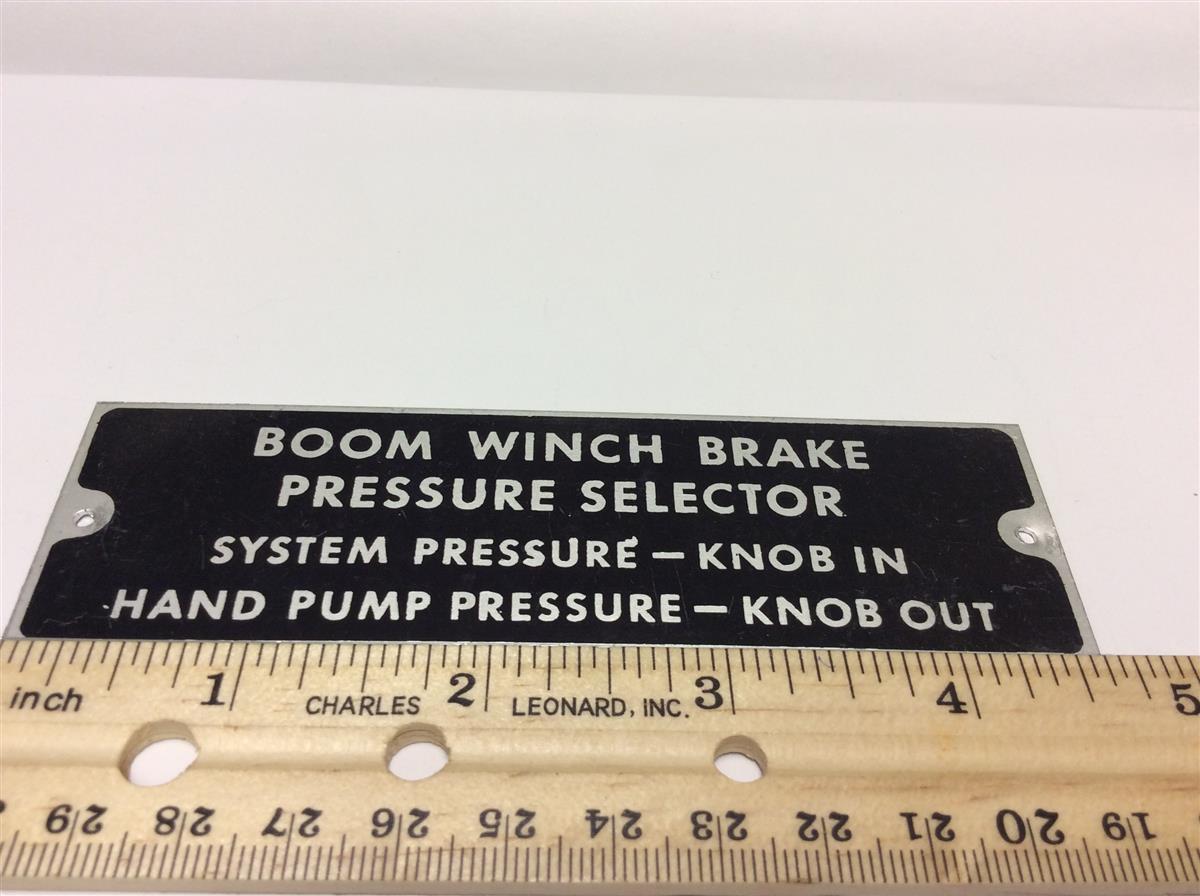 BOOM WINCH BRAKE
PRESSURE SELECTOR
SYSTEM PRESSURE – KNOB IN
HAND PUMP PRESSURE – KNOB OUT
inch 1 CHARLES 2 LEONARD, INC. 3 4 5
29 28 27 26 25 24 23 22 21 20 19